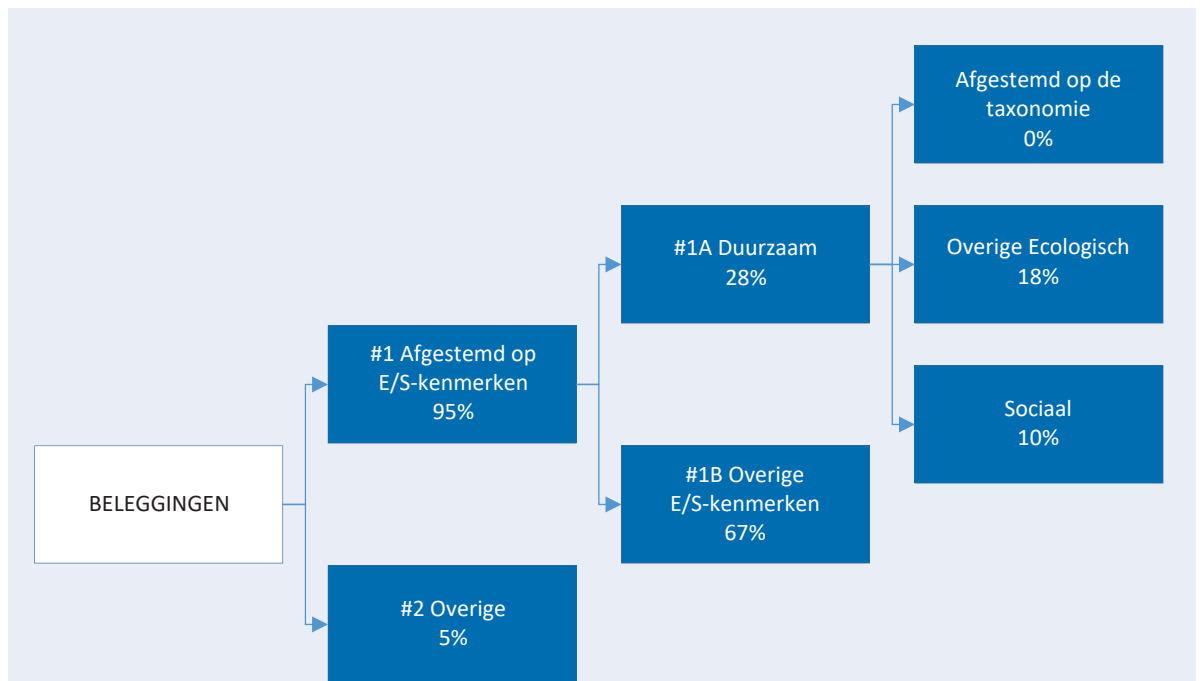 BELEGGINGEN
#1 Afgestemd op
E/S-kenmerken
95%
#2 Overige
5%
#1A Duurzaam
28%
#1B Overige
E/S-kenmerken
67%
Afgestemd op de
taxonomie
0%
Overige Ecologisch
18%
Sociaal
10%